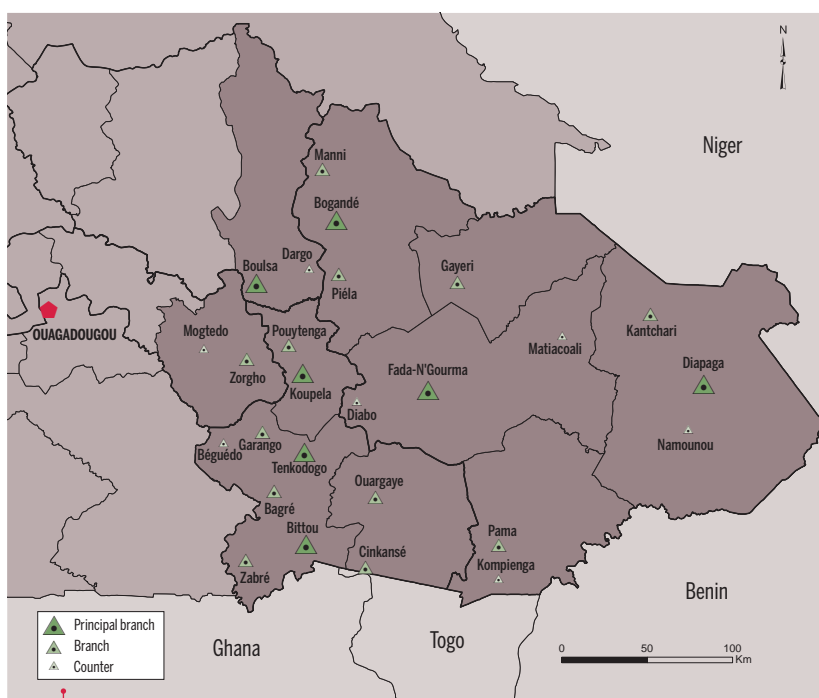 N
Niger
Manni
Bogandé
Dargo
Boulsa
Piéla
Gayeri
OUAGADOUGOU
Mogtedo
Pouytenga
Zorgho
Koupela
Fada-N'Gourma
Matiacoali
Kantchari
Diapaga
Diabo
Namounou
Garango
Béguédo
Tenkodogo
Ouargaye
Bagré
Bittou
Pama
Zabré
Cinkansé
Kompienga
Benin
Ghana
Togo
Principal branch
Branch
Counter
0 50 100
Km